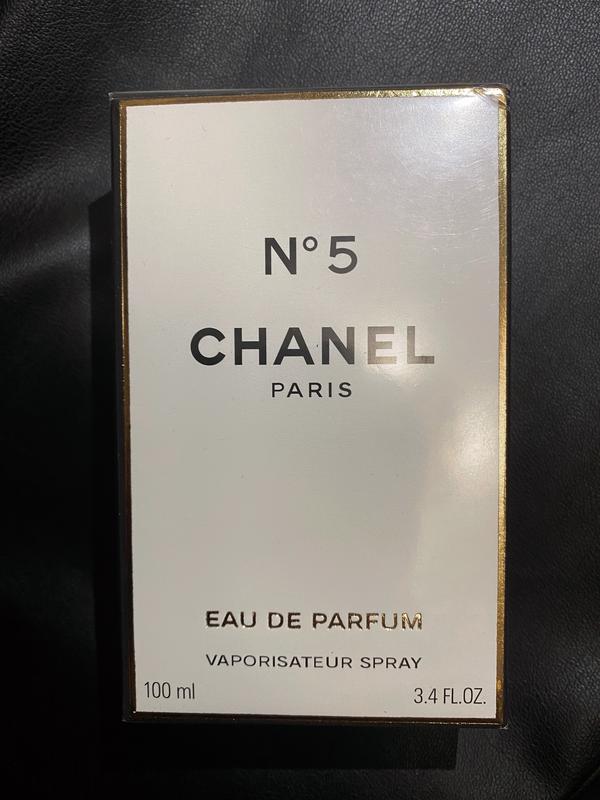 N° 5
CHANEL
PARIS
EAU DE PARFUM
VAPORISATEUR SPRAY
100 ml 3.4 FL.OZ.